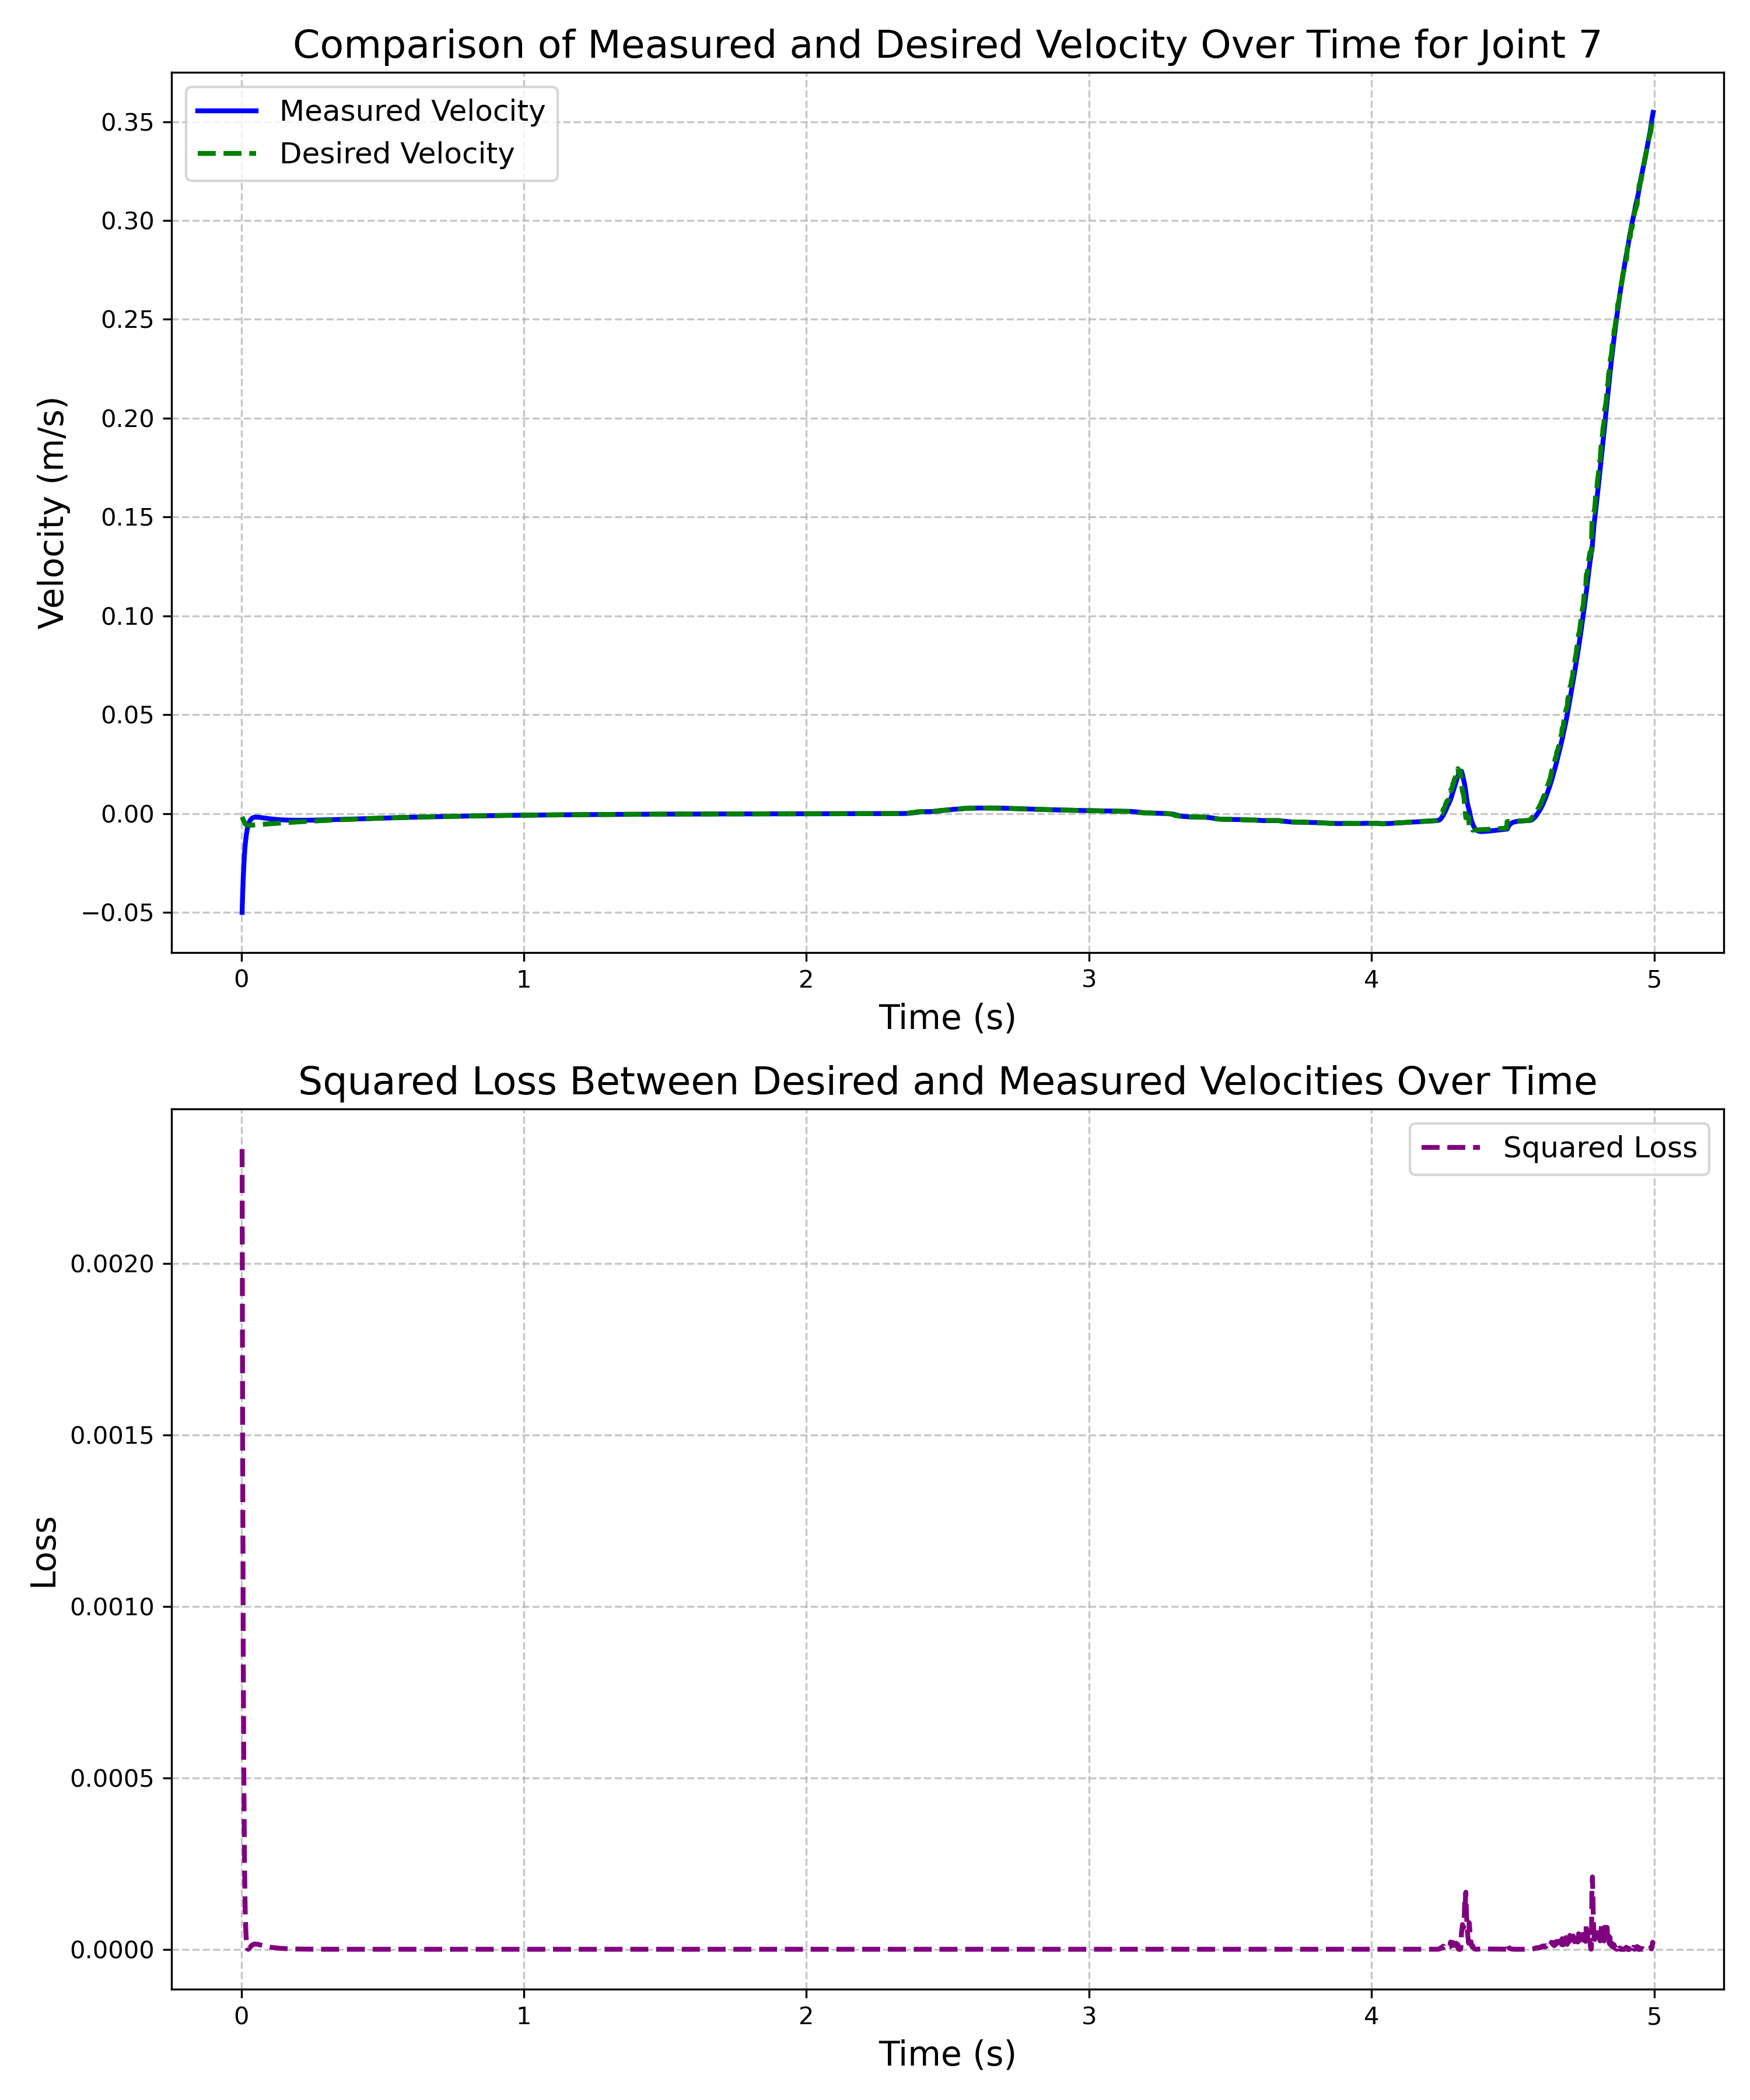 Comparison of Measured and Desired Velocity Over Time for Joint 7
Measured Velocity
Desired Velocity
Velocity (m/s)
0.35
0.30
0.25
0.20
0.15
0.10
0.05
0.00
−0.05
0 1 2 3 4 5
Time (s)
Squared Loss Between Desired and Measured Velocities Over Time
Squared Loss
Loss
0.0020
0.0015
0.0010
0.0005
0.0000
0 1 2 3 4 5
Time (s)